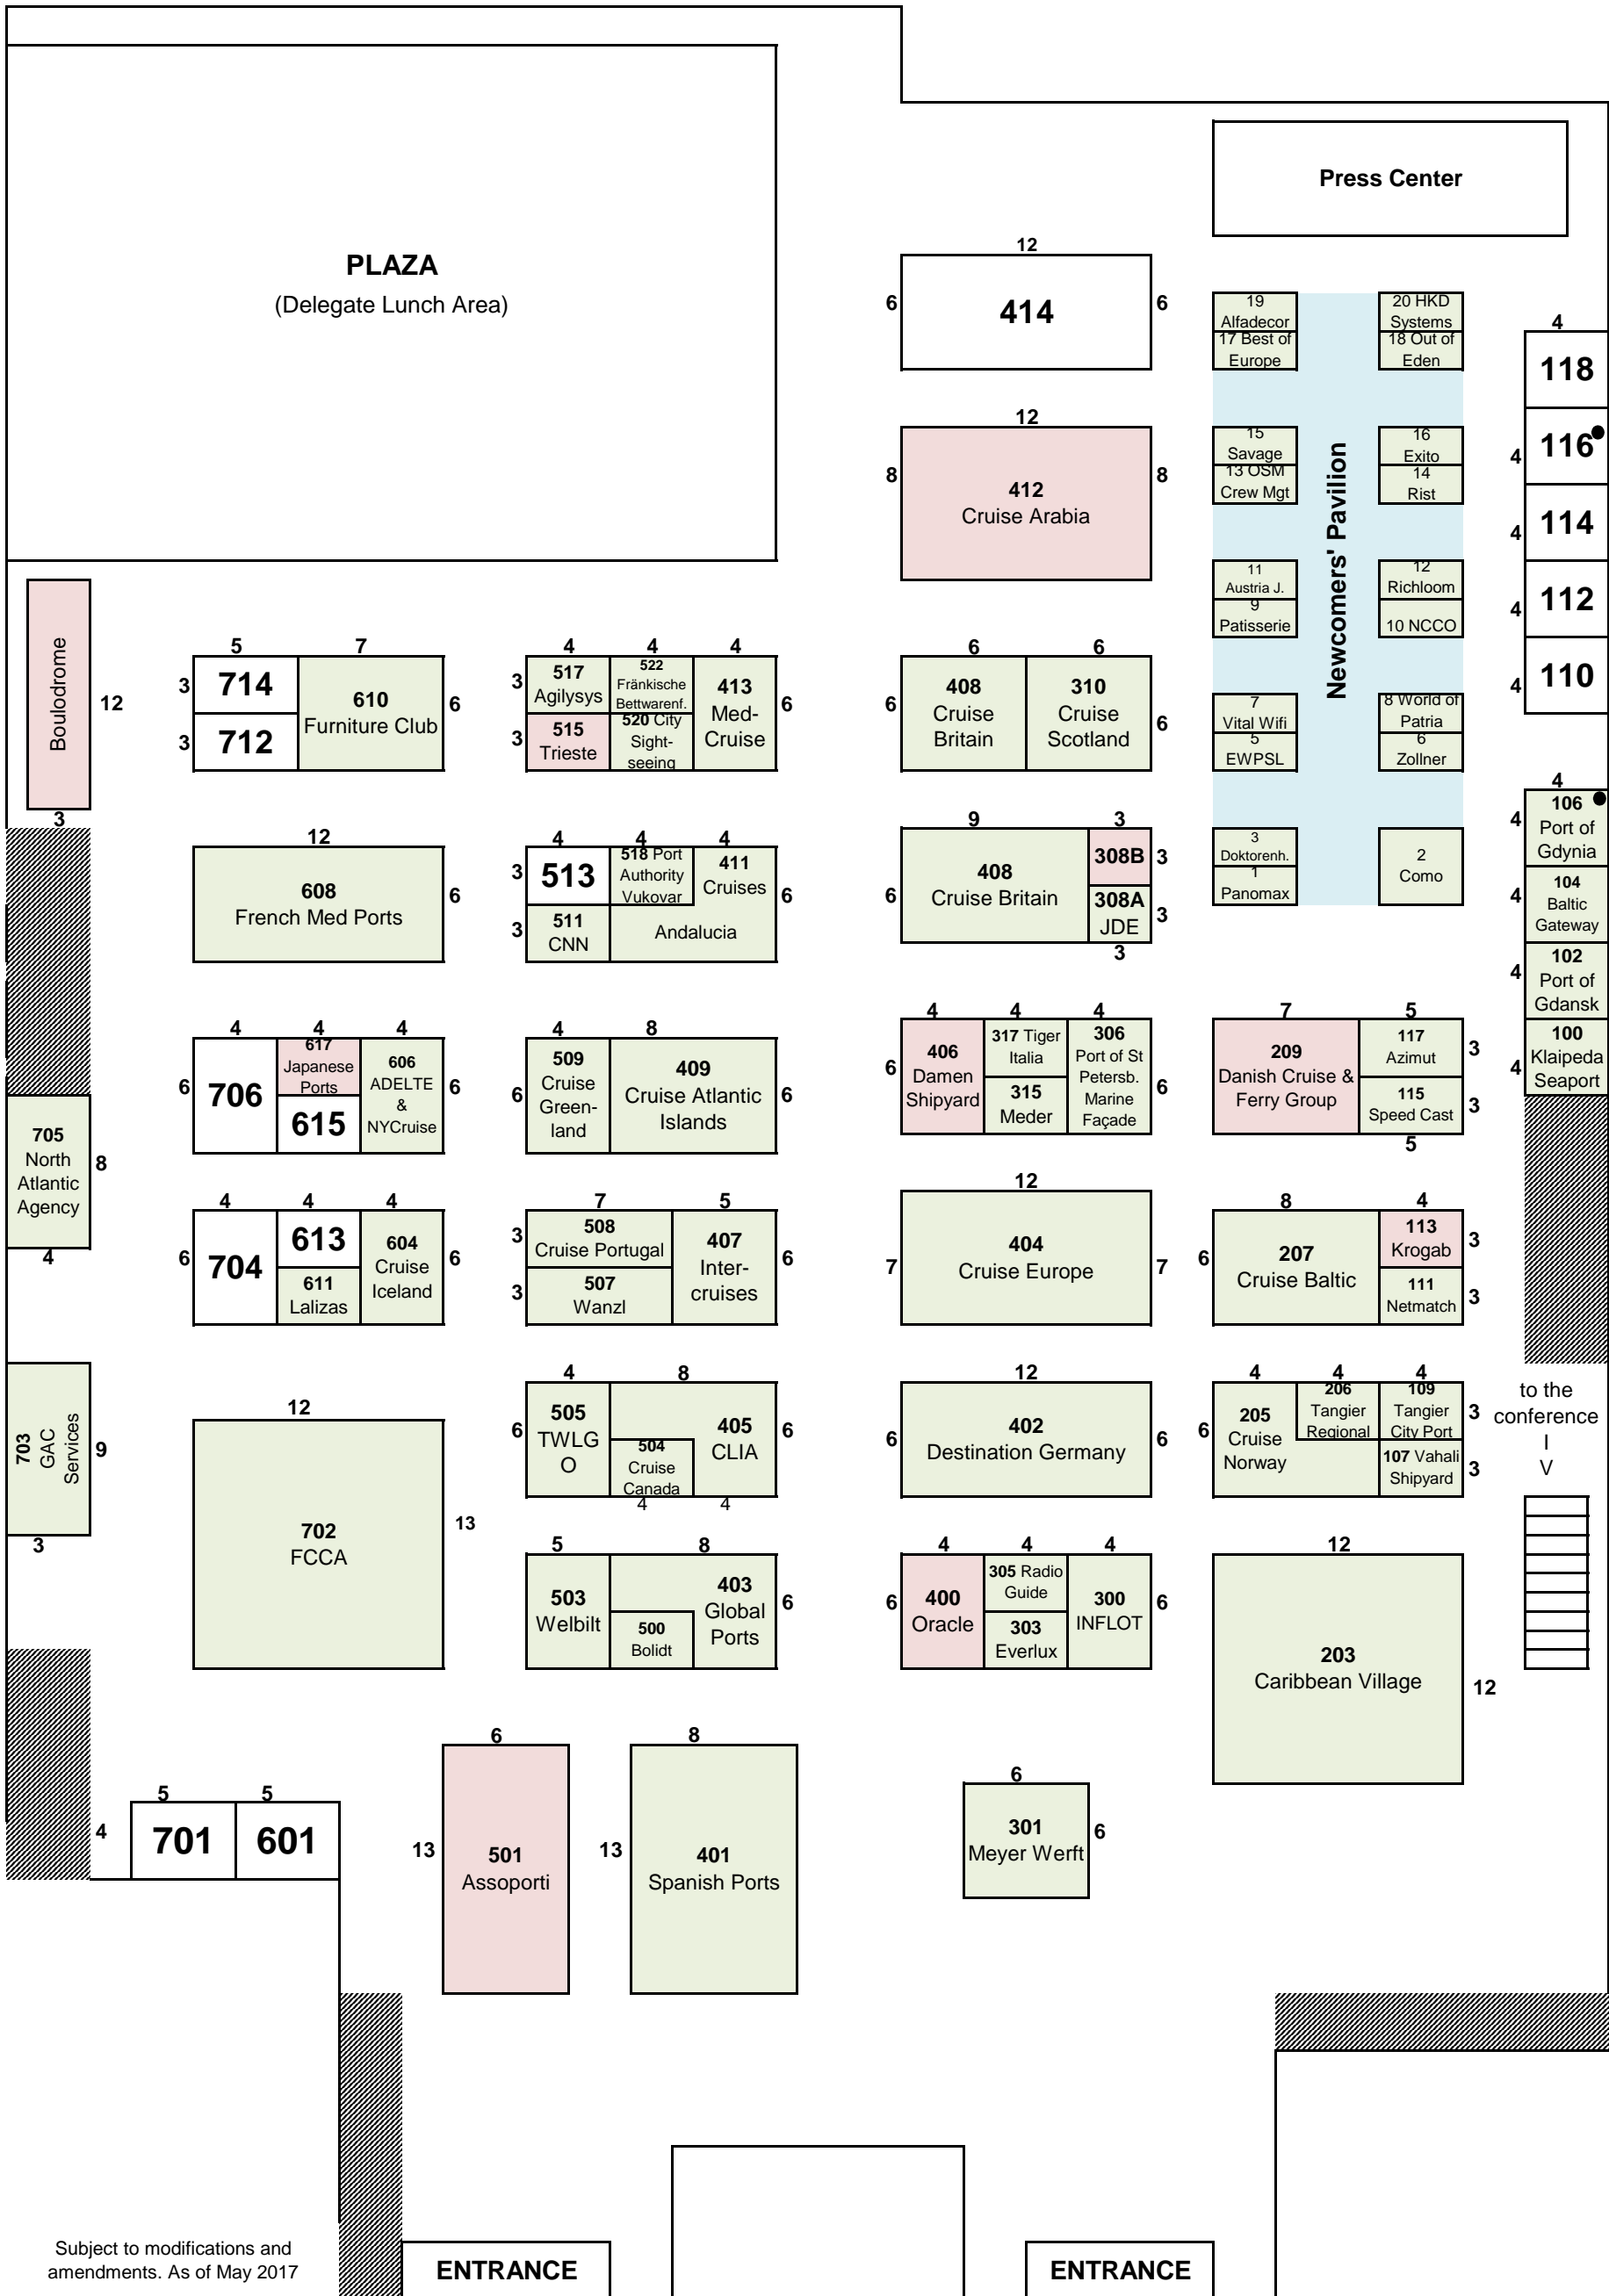 Press Center
PLAZA
(Delegate Lunch Area)
12
6
414
6
19
Alfadecor
17 Best of
Europe
20 HKD
Systems
18 Out of
Eden
4
118
4
116
4
114
4
112
4
110
12
8
412
Cruise Arabia
8
15
Savage
13 OSM
Crew Mgt
16
Exito
14
Rist
Newcomers' Pavilion
11
Austria J.
9
Patisserie
12
Richloom
10 NCCO
7
Vital Wifi
5
EWPSL
8 World of
Patria
6
Zollner
3
Doktorenh.
1
Panomax
2
Como
Boulodrome
12
3
5
7
3
714
3
712
610
Furniture Club
6
4
4
4
3
517
Agilysys
522
Fränkische
Bettwarenf.
413
Med-
Cruise
6
3
515
Trieste
520 City
Sight-
seeing
6
6
6
408
Cruise
Britain
310
Cruise
Scotland
6
4
4
106
Port of
Gdynia
4
104
Baltic
Gateway
4
102
Port of
Gdansk
4
100
Klaipeda
Seaport
12
608
French Med Ports
6
4
4
4
3
513
518 Port
Authority
Vukovar
411
Cruises
Andalucia
6
3
511
CNN
9
3
6
408
Cruise Britain
308B
3
308A
JDE
3
3
4
4
4
6
706
617
Japanese
Ports
615
606
ADELTE
&
NYCruise
6
4
8
6
509
Cruise
Green-
land
409
Cruise Atlantic
Islands
6
4
4
4
6
406
Damen
Shipyard
317 Tiger
Italia
315
Meder
306
Port of St
Petersb.
Marine
Façade
6
7
5
209
Danish Cruise &
Ferry Group
117
Azimut
3
115
Speed Cast
3
5
705
North
Atlantic
Agency
8
4
4
4
4
6
704
613
611
Lalizas
604
Cruise
Iceland
6
7
5
3
508
Cruise Portugal
3
507
Wanzl
407
Inter-
cruises
6
12
7
404
Cruise Europe
7
8
4
6
207
Cruise Baltic
113
Krogab
3
111
Netmatch
3
703
GAC
Services
9
3
12
702
FCCA
13
4
8
6
505
TWLG
O
504
Cruise
Canada
405
CLIA
6
4
4
12
6
402
Destination Germany
6
4
4
4
6
205
Cruise
Norway
206
Tangier
Regional
109
Tangier
City Port
3
107 Vahali
Shipyard
3
to the
conference
I
V
5
8
503
Welbilt
500
Bolidt
403
Global
Ports
6
4
4
4
6
400
Oracle
305 Radio
Guide
303
Everlux
300
INFLOT
6
12
203
Caribbean Village
12
5
5
4
701
601
6
13
501
Assoporti
8
13
401
Spanish Ports
6
301
Meyer Werft
6
Subject to modifications and
amendments. As of May 2017
ENTRANCE
ENTRANCE